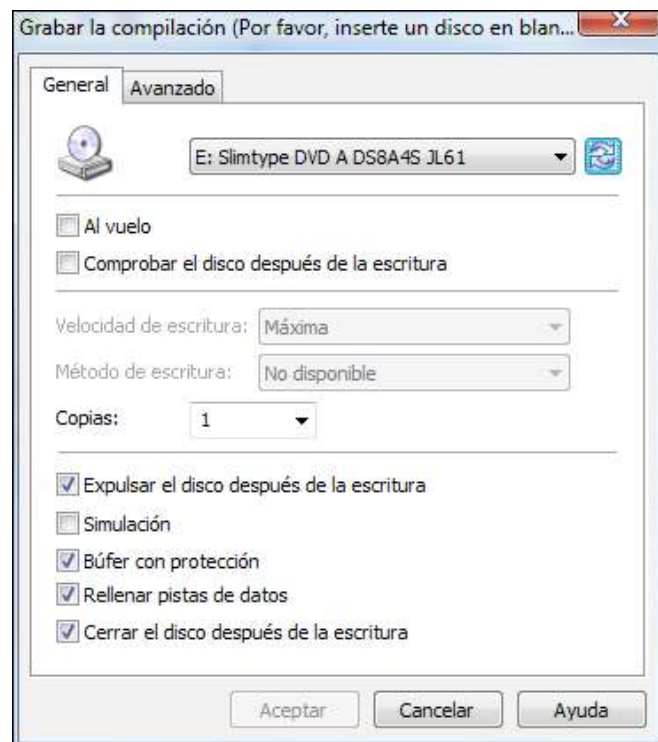 Grabar la compilación (Por favor, inserte un disco en blan...
General Avanzado
E: Slimtype DVD A DS8A4S JL61
Al vuelo
Comprobar el disco después de la escritura
Velocidad de escritura: Máxima
Método de escritura: No disponible
Copias: 1
Expulsar el disco después de la escritura
Simulación
Búfer con protección
Rellenar pistas de datos
Cerrar el disco después de la escritura
Aceptar Cancelar Ayuda